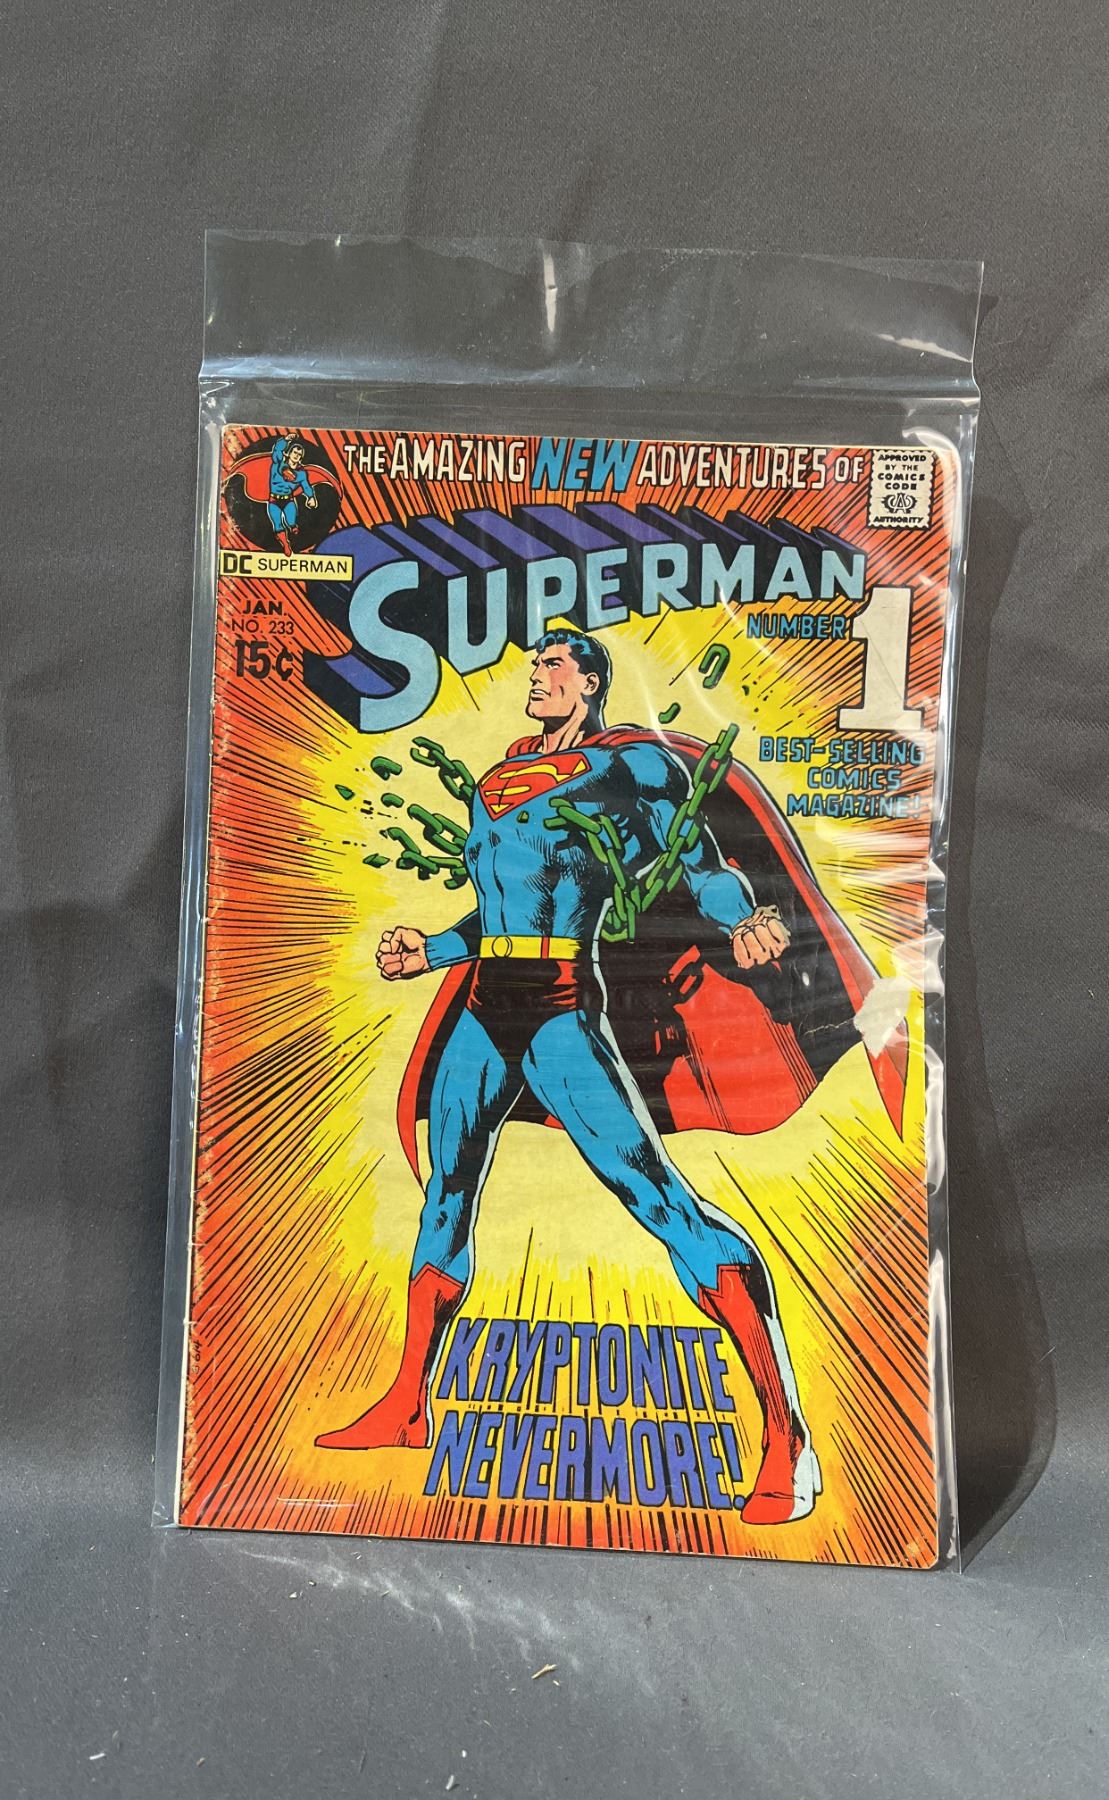 THE AMAZING NEW ADVENTURES OF
SUPERMAN
DC SUPERMAN
JAN.
NO. 233
15¢
APPROVED
BY THE
COMICS
CODE
CA
AUTHORITY
NUMBER 1
BEST-SELLING
COMICS
MAGAZINE!
KRYPTONITE
NEVERMORE!